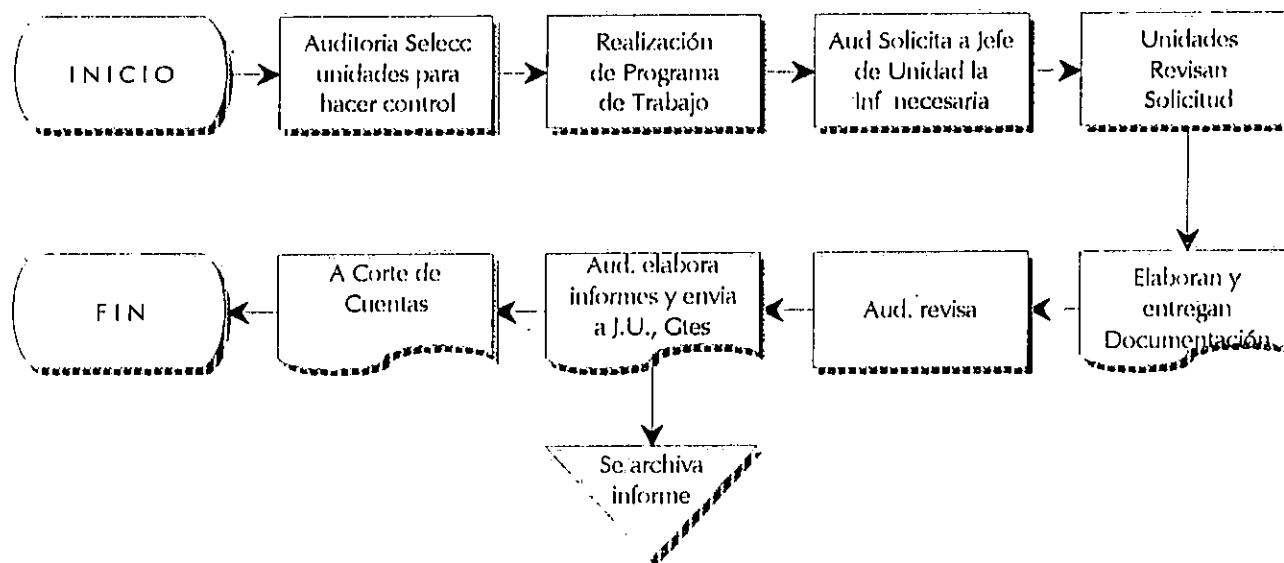 INICIO
Auditoria Selecc
unidades para
hacer control
Realización
de Programa
de Trabajo
Aud Solicita a Jefe
de Unidad la
Inf necesaria
Unidades
Revisan
Solicitud
Elaboran y
entregan
Documentación
Aud. revisa
Aud. elabora
informes y envia
a J.U., Gtes
A Corte de
Cuentas
FIN
Se archiva
informe